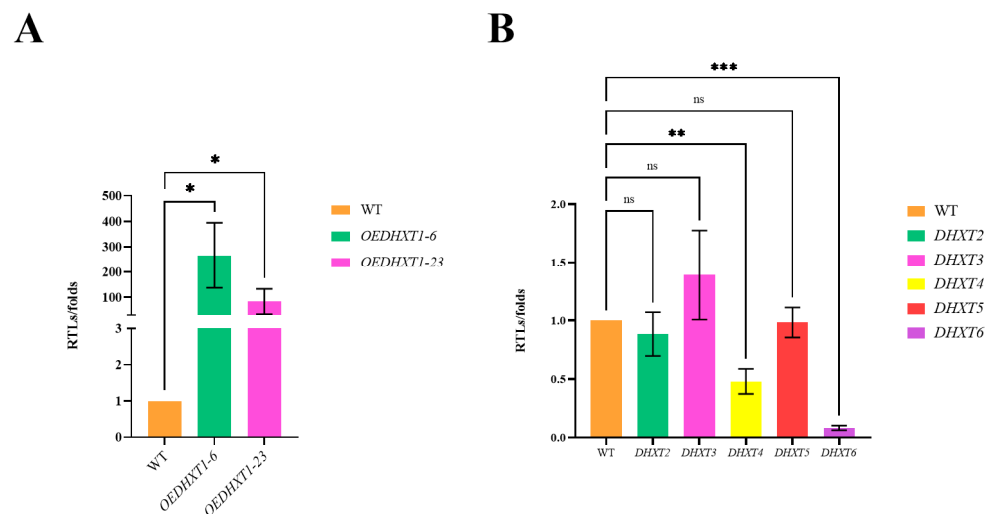 A
B
***
ns
**
ns
ns
*
*
RTLs/folds
500
400
300
200
100
3
2
1
0
WT
OEDHXT1-6
OEDHXT1-23
WT
OEDHXT1-6
OEDHXT1-23
RTLs/folds
2.0
1.5
1.0
0.5
0.0
WT
DHXT2
DHXT3
DHXT4
DHXT5
DHXT6
WT
DHXT2
DHXT3
DHXT4
DHXT5
DHXT6